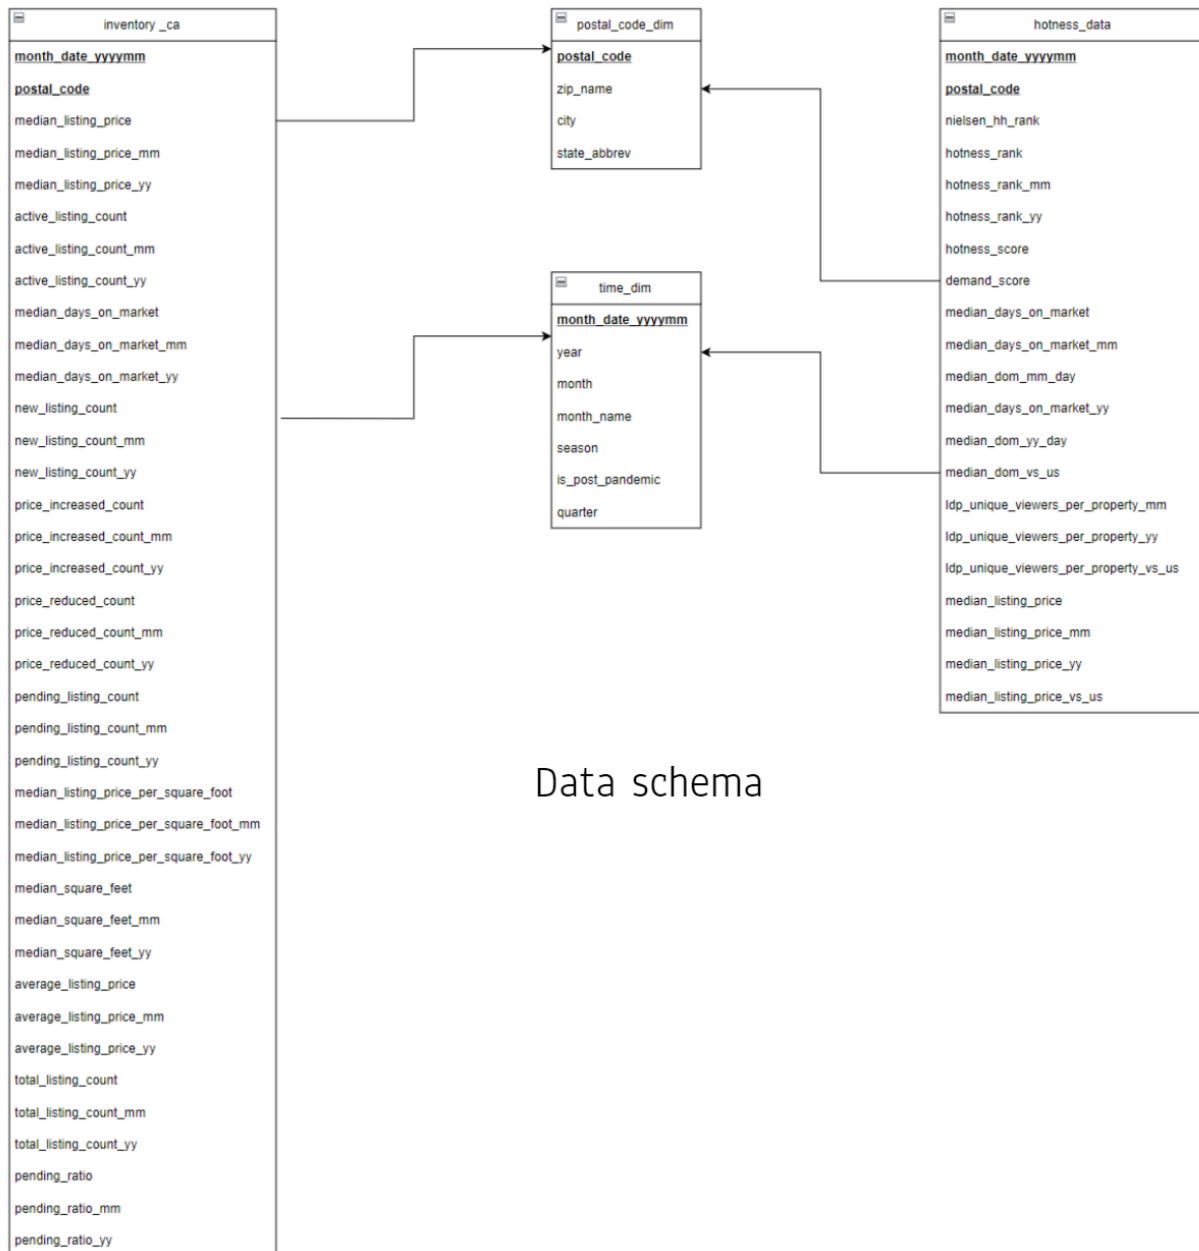 inventory _ca
month_date_yyyymm
postal_code
median_listing_price
median_listing_price_mm
median_listing_price_yy
active_listing_count
active_listing_count_mm
active_listing_count_yy
median_days_on_market
median_days_on_market_mm
median_days_on_market_yy
new_listing_count
new_listing_count_mm
new_listing_count_yy
price_increased_count
price_increased_count_mm
price_increased_count_yy
price_reduced_count
price_reduced_count_mm
price_reduced_count_yy
pending_listing_count
pending_listing_count_mm
pending_listing_count_yy
median_listing_price_per_square_foot
median_listing_price_per_square_foot_mm
median_listing_price_per_square_foot_yy
median_square_feet
median_square_feet_mm
median_square_feet_yy
average_listing_price
average_listing_price_mm
average_listing_price_yy
total_listing_count
total_listing_count_mm
total_listing_count_yy
pending_ratio
pending_ratio_mm
pending_ratio_yy
postal_code_dim
postal_code
zip_name
city
state_abbrev
time_dim
month_date_yyyymm
year
month
month_name
season
is_post_pandemic
quarter
Data schema
hotness_data
month_date_yyyymm
postal_code
nielsen_hh_rank
hotness_rank
hotness_rank_mm
hotness_rank_yy
hotness_score
demand_score
median_days_on_market
median_days_on_market_mm
median_dom_mm_day
median_days_on_market_yy
median_dom_yy_day
median_dom_vs_us
ldp_unique_viewers_per_property_mm
ldp_unique_viewers_per_property_yy
ldp_unique_viewers_per_property_vs_us
median_listing_price
median_listing_price_mm
median_listing_price_yy
median_listing_price_vs_us